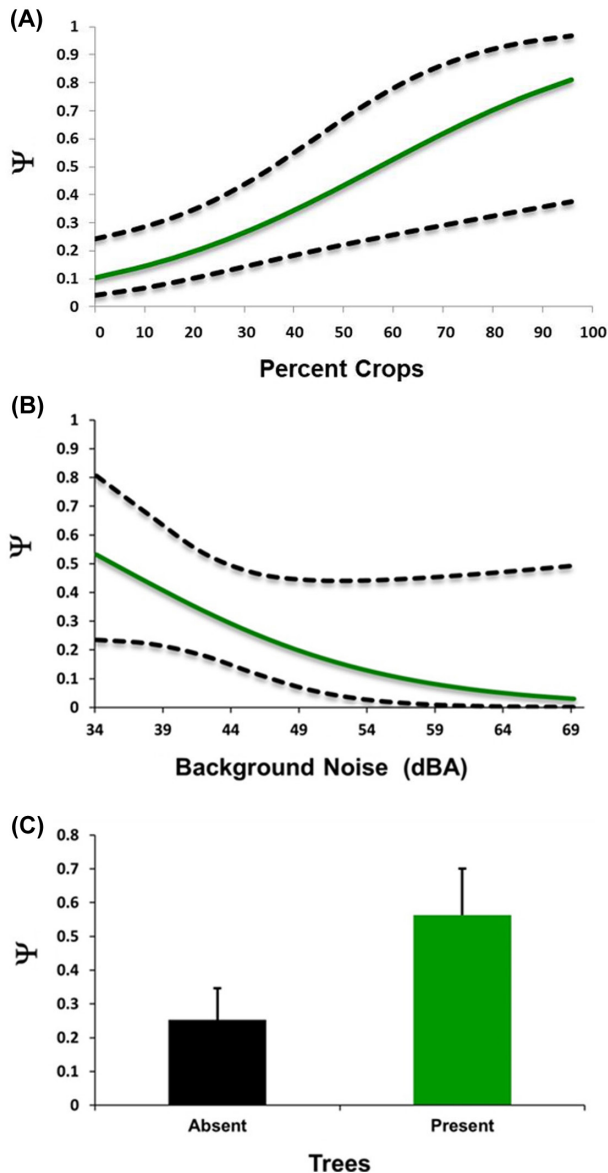 (A)
1
0.9
0.8
0.7
0.6
0.5
0.4
0.3
0.2
0.1
0
Ψ
0 10 20 30 40 50 60 70 80 90 100
Percent Crops
(B)
1
0.9
0.8
0.7
0.6
0.5
0.4
0.3
0.2
0.1
0
Ψ
34 39 44 49 54 59 64 69
Background Noise (dBA)
(C)
0.8
0.7
0.6
0.5
0.4
0.3
0.2
0.1
0
Ψ
Absent Present
Trees